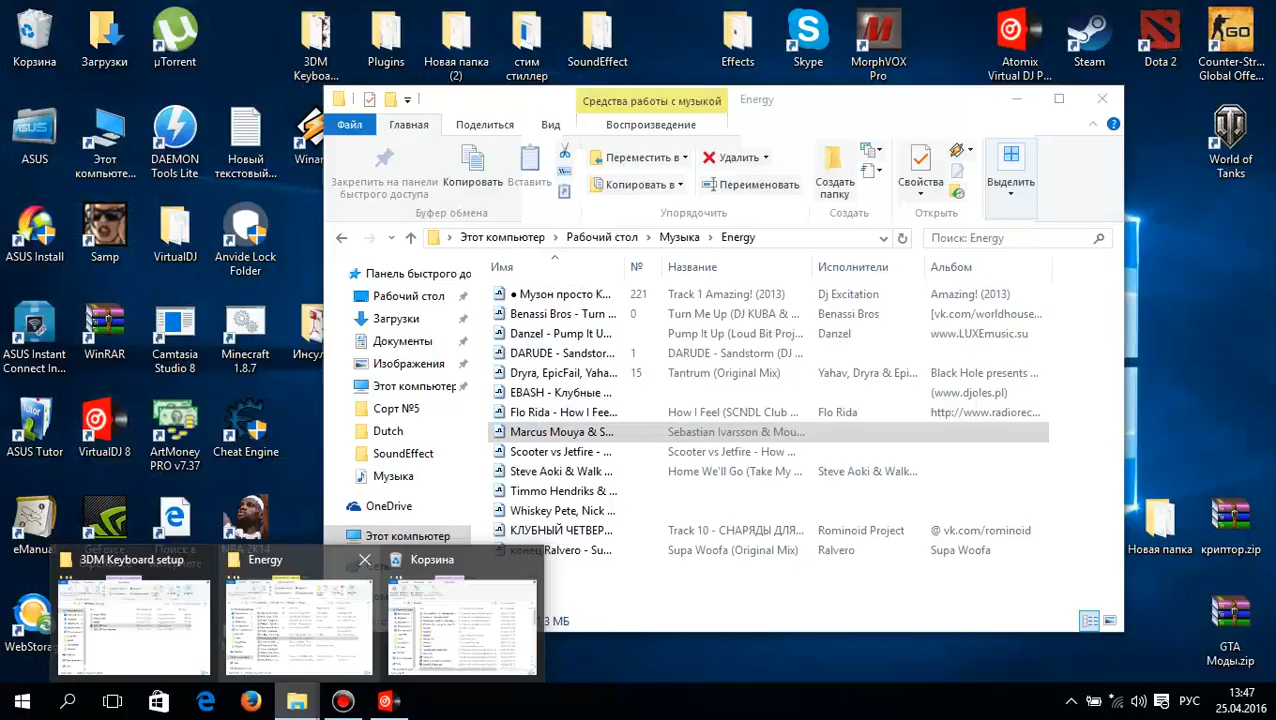 Корзина
Загрузки
µTorrent
3DM Keyboa...
Plugins
Новая папка (2)
стим стиллер
SoundEffect
Effects
Skype
MorphVOX Pro
Atomix Virtual DJ P...
Steam
Dota 2
Counter-Str... Global Offe...
Средства работы с музыкой
Energy
Файл
Главная
Поделиться
Вид
Воспроизведение
Закрепить на панели быстрого доступа
Копировать
Вставить
Переместить в
Копировать в
Удалить
Переименовать
Создать папку
Свойства
Выделить
Буфер обмена
Упорядочить
Создать
Открыть
Этот компьютер
Рабочий стол
Музыка
Energy
Поиск: Energy
ASUS
Этот компьюте...
DAEMON Tools Lite
Новый текстовый...
Winar
World of Tanks
ASUS Install
Samp
VirtualDJ
Anvide Lock Folder
ASUS Instant Connect In...
WinRAR
Camtasia Studio 8
Minecraft 1.8.7
Инсу
ASUS Tutor
VirtualDJ 8
ArtMoney PRO v7.37
Cheat Engine
eManual
GeForce
Поиск в
NBA 2K14
Панель быстрого до
Рабочий стол
Загрузки
Документы
Изображения
Этот компьютер
Сорт №5
Dutch
SoundEffect
Музыка
OneDrive
Этот компьютер
Имя № Название Исполнители Альбом
● Музон просто К... 221 Track 1 Amazing! (2013) Dj Excitation Amazing! (2013)
Benassi Bros - Turn ... 0 Turn Me Up (DJ KUBA & ... Benassi Bros [vk.com/worldhouse...
Danzel - Pump It U... Pump It Up (Loud Bit Proj... Danzel www.LUXEmusic.su
DARUDE - Sandstor... 1 DARUDE - Sandstorm (DJ ...
Dryra, EpicFail, Yaha... 15 Tantrum (Original Mix) Yahav, Dryra & Epi... Black Hole presents ...
EBASH - Клубные ... (www.djoles.pl)
Flo Rida - How I Fee... How I Feel (SCNDL Club ... Flo Rida http://www.radiorec...
Marcus Mouya & S... Sebastian Ivarsson & Mou...
Scooter vs Jetfire - ... Scooter vs Jetfire - How ...
Steve Aoki & Walk ... Home We'll Go (Take My ... Steve Aoki & Walk...
Timmo Hendriks & ...
Whiskey Pete, Nick ...
КЛУБНЫЙ ЧЕТВЕР... Track 10 - СНАРЯДЫ ДЛЯ... Rominoe Project @ vk.com/rominoid
конец Ralvero - Su... Supa Woofa (Original Mix) Ralvero Supa Woofa
3 МБ
Новая папка
крипт.zip
GTA
3DM Keyboard setup
Energy
Корзина
РУС
13:47
25.04.2016